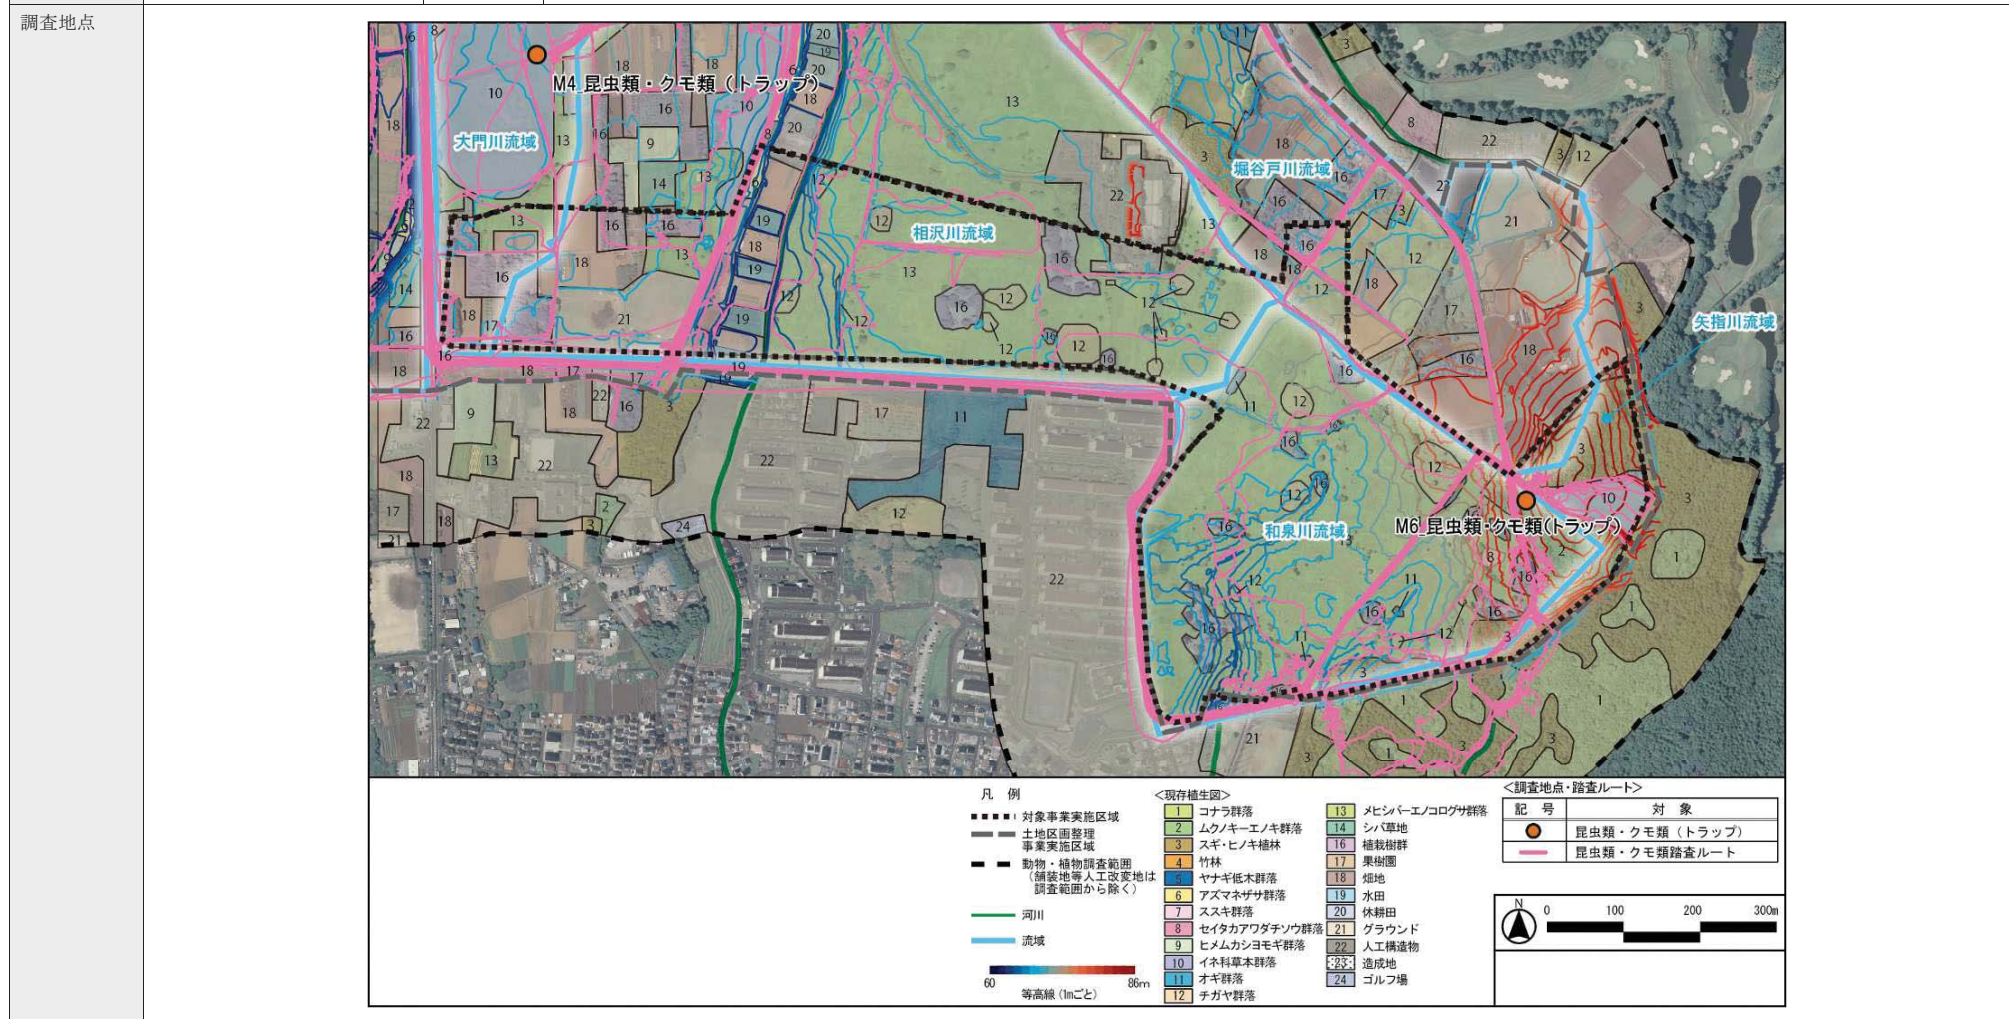 調査地点
M4_昆虫類・クモ類（トラップ）
大門川流域
相沢川流域
堀谷戸川流域
矢指川流域
和泉川流域
M6_昆虫類・クモ類(トラップ)
凡　例
対象事業実施区域
土地区画整理
事業実施区域
動物・植物調査範囲
（舗装地等人工改変地は
調査範囲から除く）
河川
流域
60
86m
等高線（1mごと）
＜現存植生図＞
1 コナラ群落
2 ムクノキーエノキ群落
3 スギ・ヒノキ植林
4 竹林
5 ヤナギ低木群落
6 アズマネザサ群落
7 ススキ群落
8 セイタカアワダチソウ群落
9 ヒメムカシヨモギ群落
10 イネ科草本群落
11 オギ群落
12 チガヤ群落
13 メヒシバーエノコログサ群落
14 シバ草地
16 植栽樹群
17 果樹園
18 畑地
19 水田
20 休耕田
21 グラウンド
22 人工構造物
23 造成地
24 ゴルフ場
＜調査地点・踏査ルート＞
記　号 対　象
昆虫類・クモ類（トラップ）
昆虫類・クモ類踏査ルート
N
0 100 200 300m